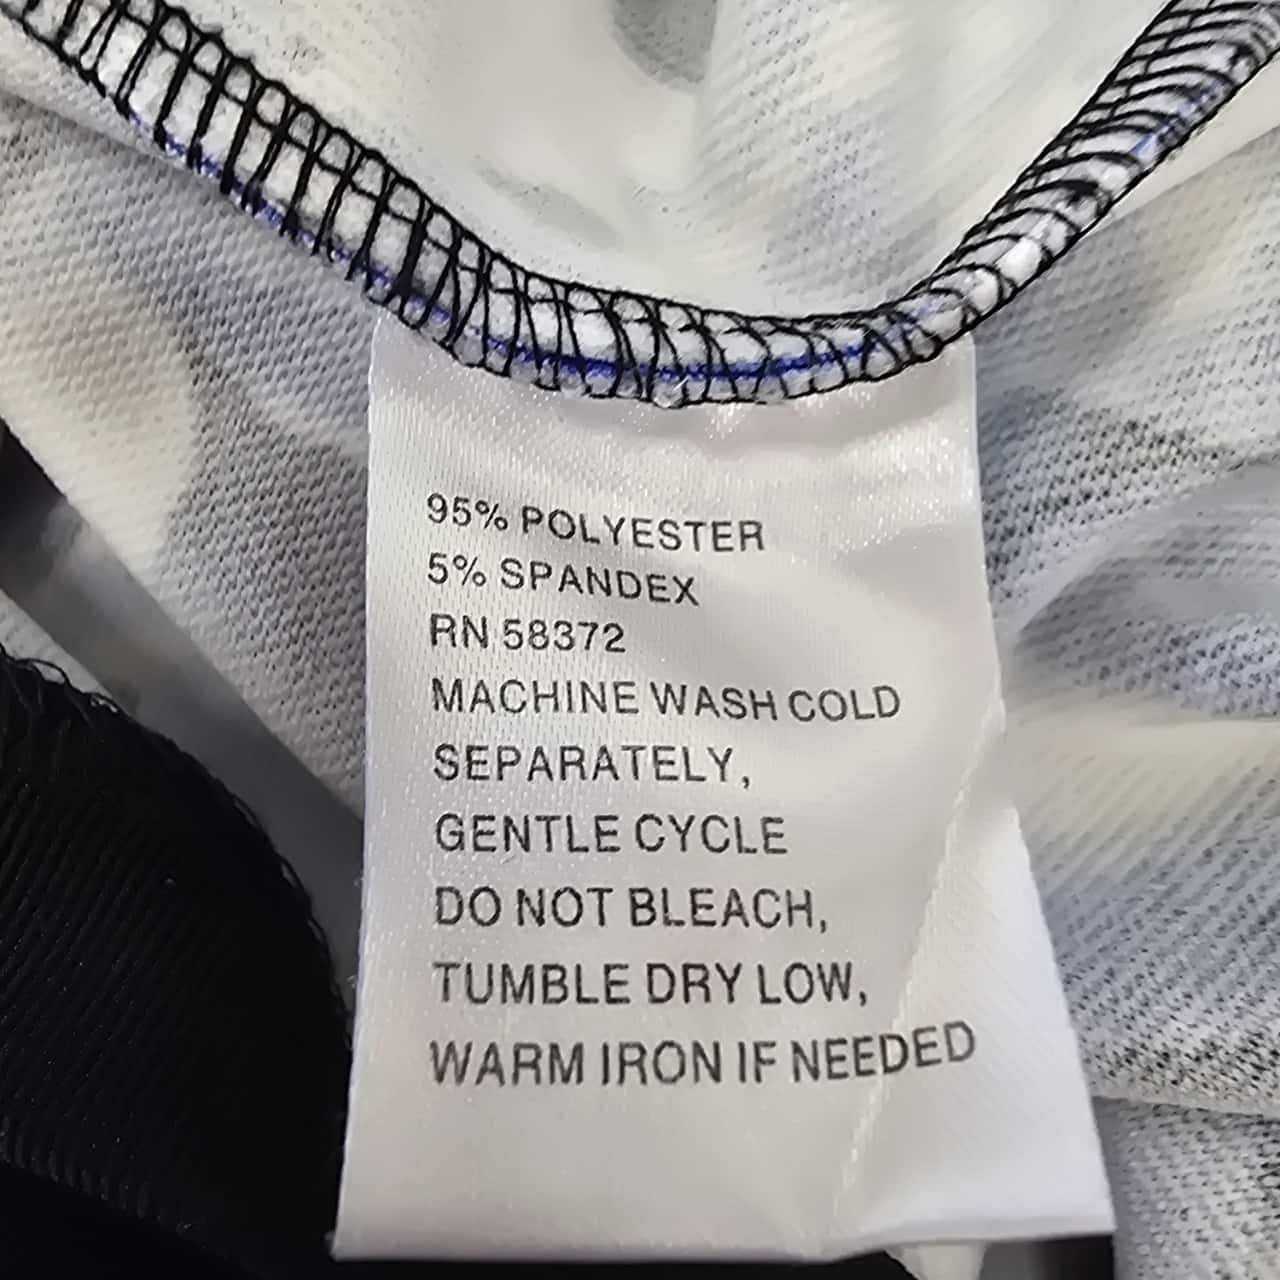 95% POLYESTER
5% SPANDEX
RN 58372
MACHINE WASH COLD
SEPARATELY,
GENTLE CYCLE
DO NOT BLEACH,
TUMBLE DRY LOW,
WARM IRON IF NEEDED